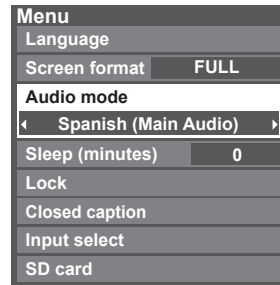 Menu
Language
Screen format FULL
Audio mode
Spanish (Main Audio)
Sleep (minutes) 0
Lock
Closed caption
Input select
SD card